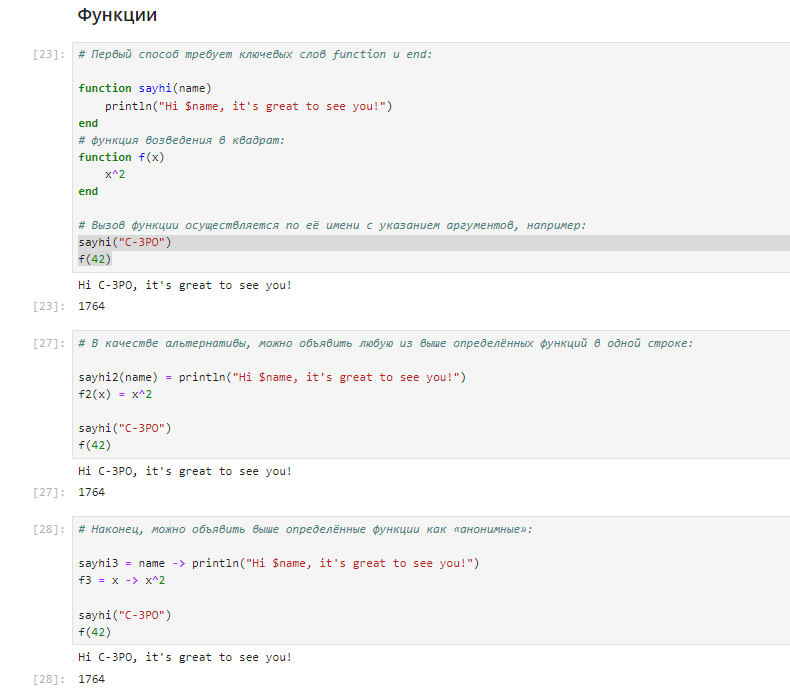 Функции
[23]: # Первый способ требует ключевых слов function и end:
function sayhi(name)
    println("Hi $name, it's great to see you!")
end
# функция возведения в квадрат:
function f(x)
    x^2
end
# Вызов функции осуществляется по её имени с указанием аргументов, например:
sayhi("C-3PO")
f(42)
Hi C-3PO, it's great to see you!
[23]: 1764
[27]: # В качестве альтернативы, можно объявить любую из выше определённых функций в одной строке:
sayhi2(name) = println("Hi $name, it's great to see you!")
f2(x) = x^2
sayhi("C-3PO")
f(42)
Hi C-3PO, it's great to see you!
[27]: 1764
[28]: # Наконец, можно объявить выше определённые функции как «анонимные»:
sayhi3 = name -> println("Hi $name, it's great to see you!")
f3 = x -> x^2
sayhi("C-3PO")
f(42)
Hi C-3PO, it's great to see you!
[28]: 1764